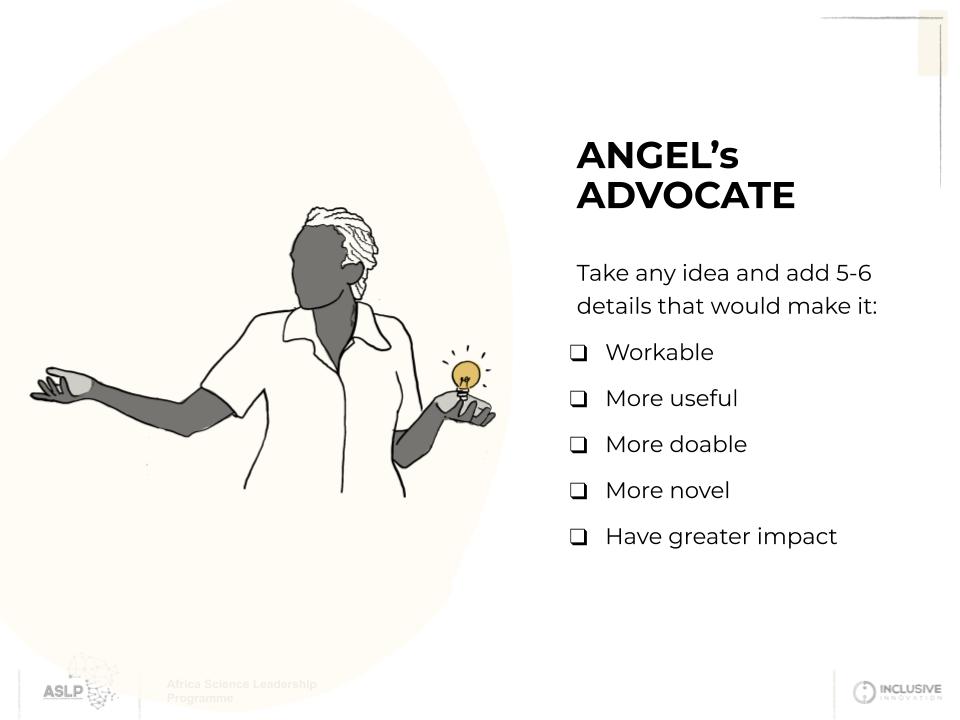 ANGEL’s
ADVOCATE
Take any idea and add 5-6
details that would make it:
❏ Workable
❏ More useful
❏ More doable
❏ More novel
❏ Have greater impact
ASLP
Africa Science Leadership
Programme
INCLUSIVE
INNOVATION